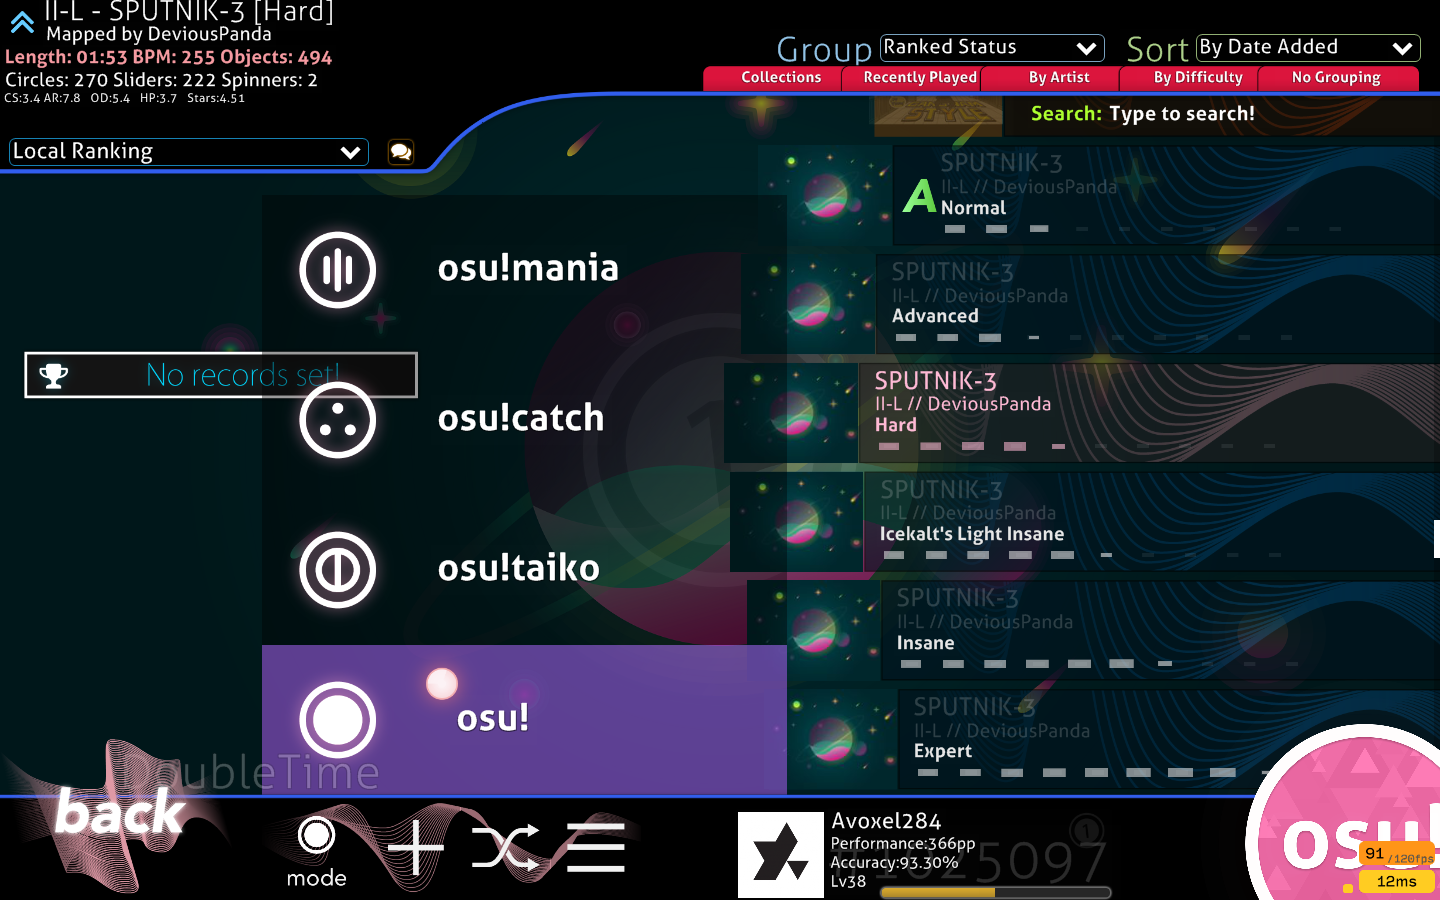 II-L - SPUTNIK-3 [Hard]
Mapped by DeviousPanda
Length: 01:53 BPM: 255 Objects: 494
Circles: 270 Sliders: 222 Spinners: 2
CS:3.4 AR:7.8 OD:5.4 HP:3.7 Stars:4.51
Group Ranked Status
Sort By Date Added
Collections Recently Played By Artist By Difficulty No Grouping
Search: Type to search!
Local Ranking
SPUTNIK-3
II-L // DeviousPanda
A Normal
SPUTNIK-3
II-L // DeviousPanda
Advanced
SPUTNIK-3
II-L // DeviousPanda
Hard
SPUTNIK-3
II-L // DeviousPanda
Icekalt's Light Insane
SPUTNIK-3
II-L // DeviousPanda
Insane
SPUTNIK-3
II-L // DeviousPanda
Expert
No records set!
osu!mania
osu!catch
osu!taiko
osu!
DoubleTime
back
mode
Avoxel284
Performance:366pp
Accuracy:93.30%
Lv38
#1025097
1
osu!
91 /120fps
12ms